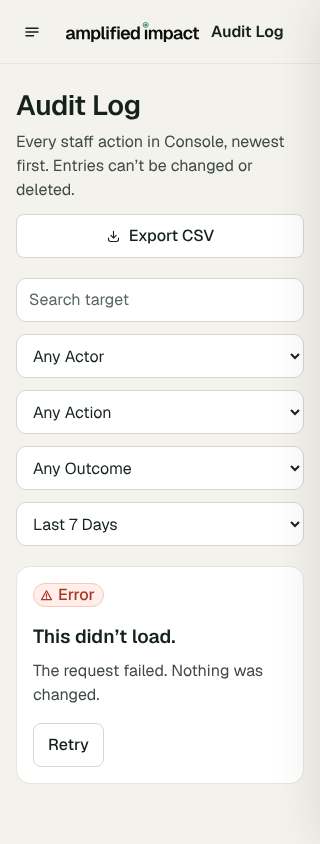 amplified impact Audit Log
Audit Log
Every staff action in Console, newest
first. Entries can’t be changed or
deleted.
Export CSV
Search target
Any Actor
Any Action
Any Outcome
Last 7 Days
Error
This didn’t load.
The request failed. Nothing was
changed.
Retry